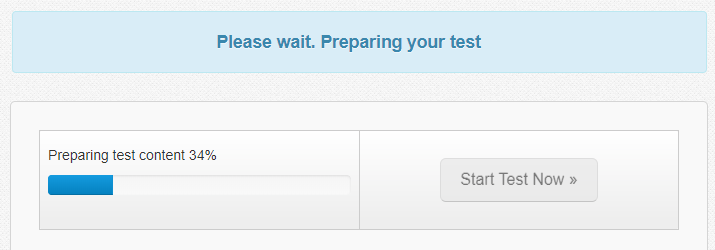 Please wait. Preparing your test
Preparing test content 34%
Start Test Now »